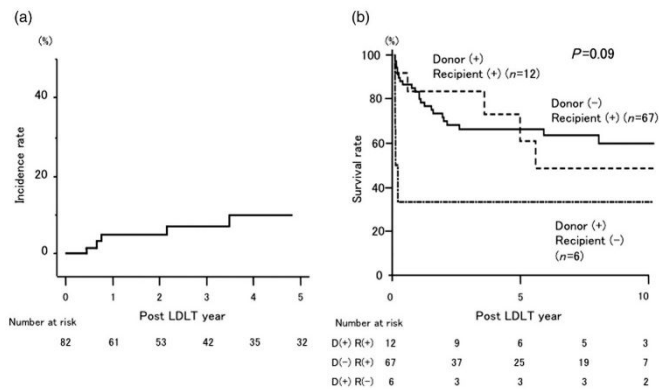 (a)
(%)
40
20
0
Incidence rate
0 1 2 3 4 5
Post LDLT year
Number at risk
82 61 53 42 35 32
(b)
(%)
100
80
60
40
20
0
Survival rate
P=0.09
Donor (+)
Recipient (+) (n=12)
Donor (-)
Recipient (+) (n=67)
Donor (+)
Recipient (-)
(n=6)
0 5 10
Post LDLT year
Number at risk
D(+) R(+) 12 9 6 5 3
D(-) R(+) 67 37 25 19 7
D(+) R(-) 6 3 3 3 2